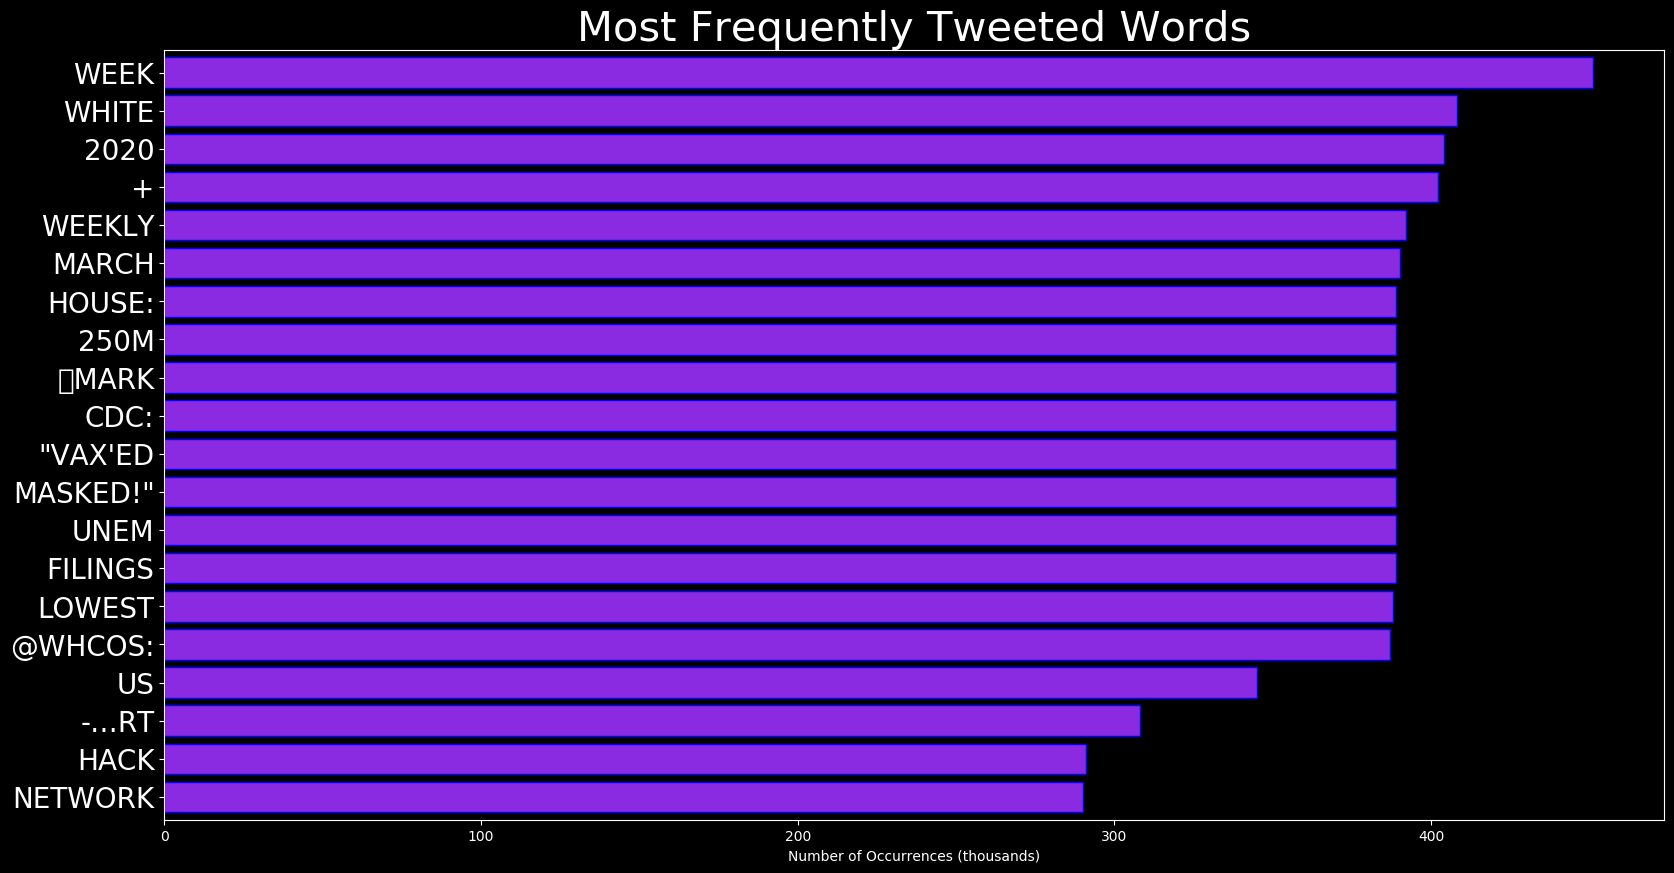 Most Frequently Tweeted Words
WEEK
WHITE
2020
+
WEEKLY
MARCH
HOUSE:
250M
▯MARK
CDC:
"VAX'ED
MASKED!"
UNEM
FILINGS
LOWEST
@WHCOS:
US
-…RT
HACK
NETWORK
0 100 200 300 400
Number of Occurrences (thousands)